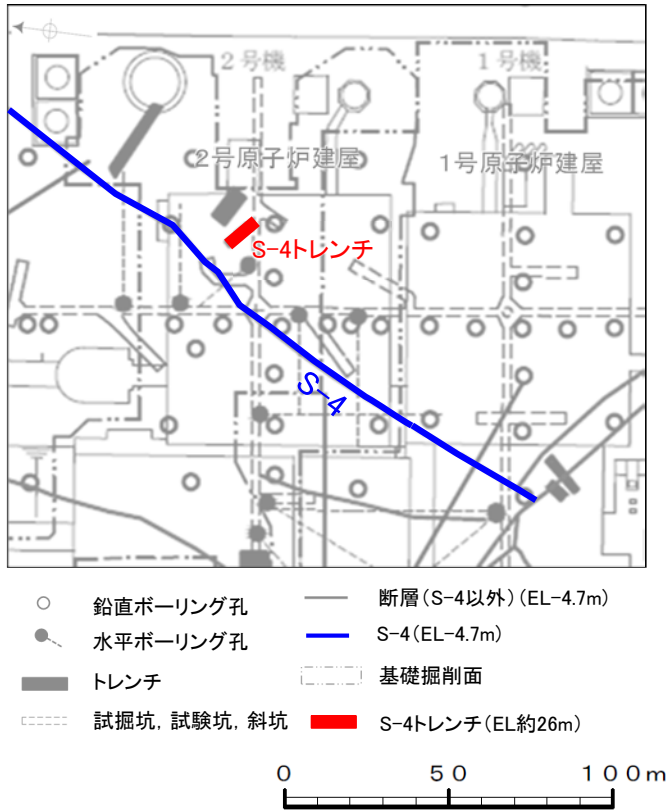 2号機
1号機
2号原子炉建屋
1号原子炉建屋
S-4トレンチ
S-4
鉛直ボーリング孔
断層(S-4以外)(EL-4.7m)
水平ボーリング孔
S-4(EL-4.7m)
トレンチ
基礎掘削面
試掘坑,試験坑,斜坑
S-4トレンチ(EL約26m)
0 50 100m